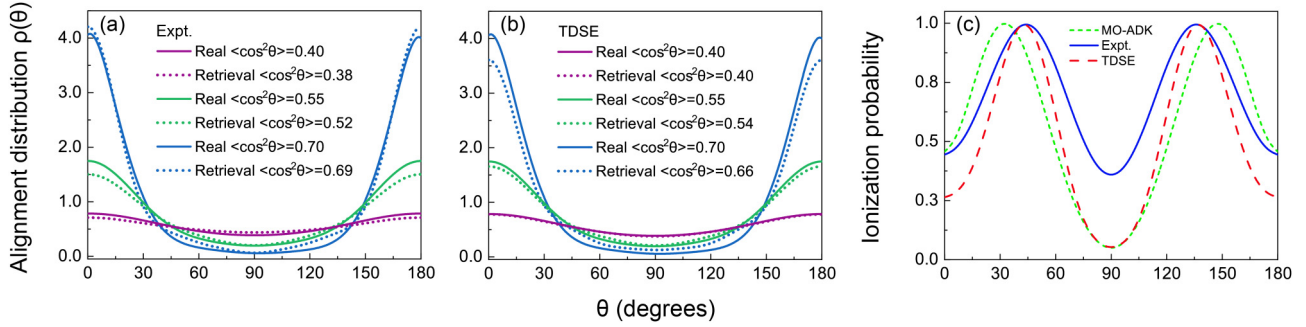 (a)
Expt.
Real <cos²θ>=0.40
Retrieval <cos²θ>=0.38
Real <cos²θ>=0.55
Retrieval <cos²θ>=0.52
Real <cos²θ>=0.70
Retrieval <cos²θ>=0.69
Alignment distribution ρ(θ)
4.0
3.0
2.0
1.0
0.0
0 30 60 90 120 150 180
(b)
TDSE
Real <cos²θ>=0.40
Retrieval <cos²θ>=0.40
Real <cos²θ>=0.55
Retrieval <cos²θ>=0.54
Real <cos²θ>=0.70
Retrieval <cos²θ>=0.66
4.0
3.0
2.0
1.0
0.0
0 30 60 90 120 150 180
θ (degrees)
(c)
MO-ADK
Expt.
TDSE
Ionization probability
1.0
0.8
0.5
0.3
0.0
0 30 60 90 120 150 180